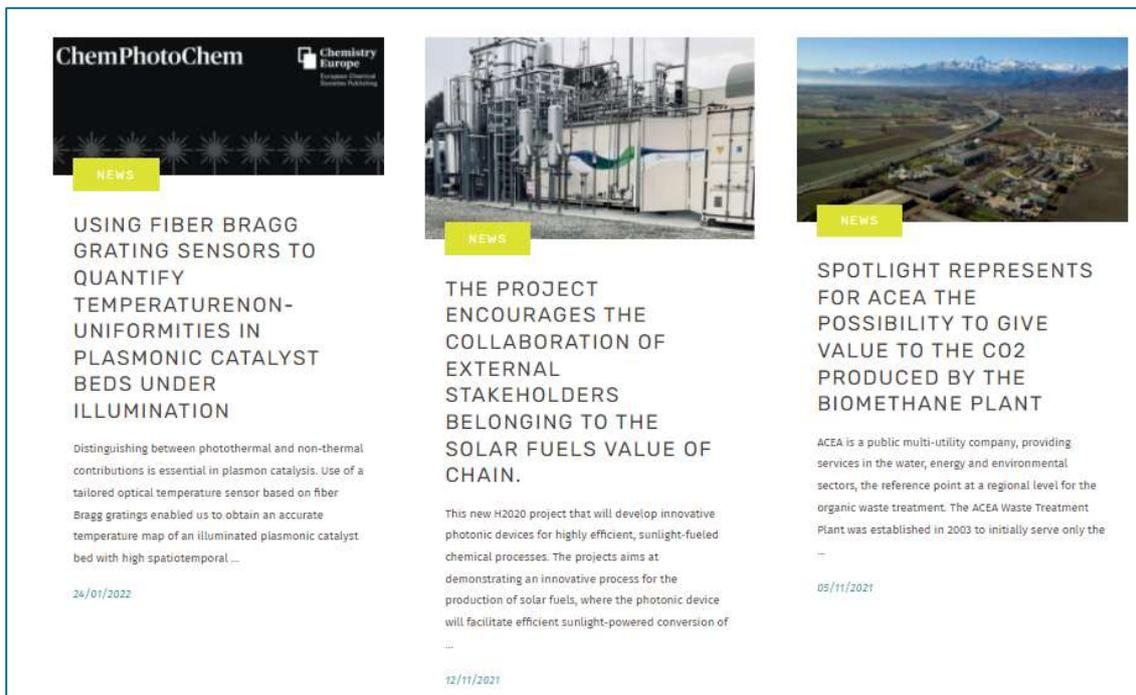 ChemPhotoChem
Chemistry
Europe
European Chemical
Societies Publishing
NEWS
USING FIBER BRAGG
GRATING SENSORS TO
QUANTIFY
TEMPERATURENON-
UNIFORMITIES IN
PLASMONIC CATALYST
BEDS UNDER
ILLUMINATION
Distinguishing between photothermal and non-thermal
contributions is essential in plasmon catalysis. Use of a
tailored optical temperature sensor based on fiber
Bragg gratings enabled us to obtain an accurate
temperature map of an illuminated plasmonic catalyst
bed with high spatiotemporal ...
24/01/2022
NEWS
THE PROJECT
ENCOURAGES THE
COLLABORATION OF
EXTERNAL
STAKEHOLDERS
BELONGING TO THE
SOLAR FUELS VALUE OF
CHAIN.
This new H2020 project that will develop innovative
photonic devices for highly efficient, sunlight-fueled
chemical processes. The projects aims at
demonstrating an innovative process for the
production of solar fuels, where the photonic device
will facilitate efficient sunlight-powered conversion of
...
12/11/2021
NEWS
SPOTLIGHT REPRESENTS
FOR ACEA THE
POSSIBILITY TO GIVE
VALUE TO THE CO2
PRODUCED BY THE
BIOMETHANE PLANT
ACEA is a public multi-utility company, providing
services in the water, energy and environmental
sectors, the reference point at a regional level for the
organic waste treatment. The ACEA Waste Treatment
Plant was established in 2003 to initially serve only the
...
05/11/2021